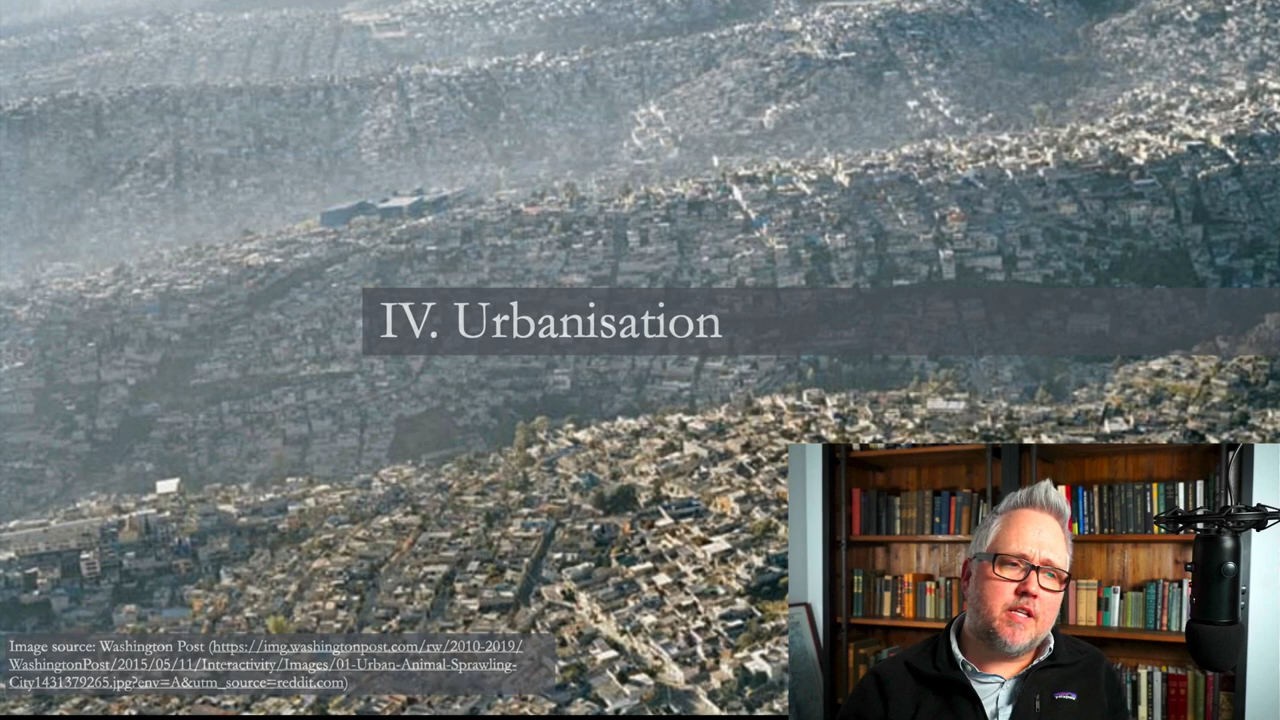 IV. Urbanisation
Image source: Washington Post (https://img.washingtonpost.com/rw/2010-2019/
WashingtonPost/2015/05/11/Interactivity/Images/01-Urban-Animal-Sprawling-
City1431379265.jpg?env=A&utm_source=reddit.com)